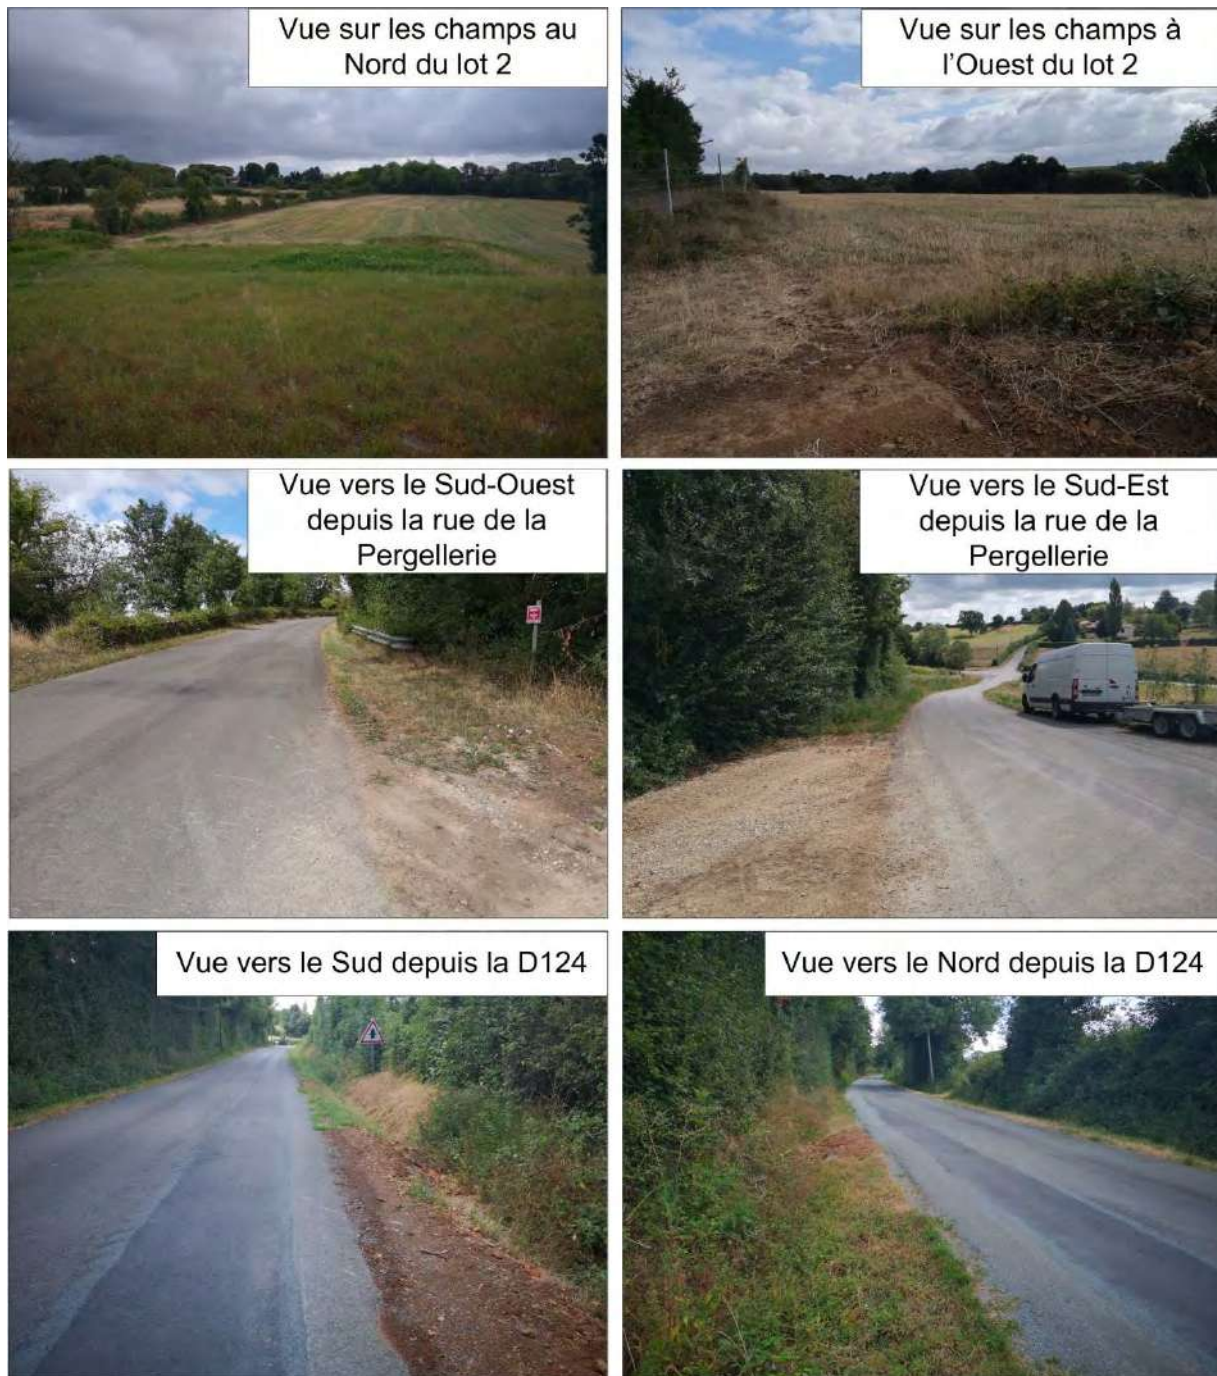 Vue sur les champs au
Nord du lot 2
Vue sur les champs à
l'Ouest du lot 2
Vue vers le Sud-Ouest
depuis la rue de la
Pergellerie
Vue vers le Sud-Est
depuis la rue de la
Pergellerie
Vue vers le Sud depuis la D124
Vue vers le Nord depuis la D124